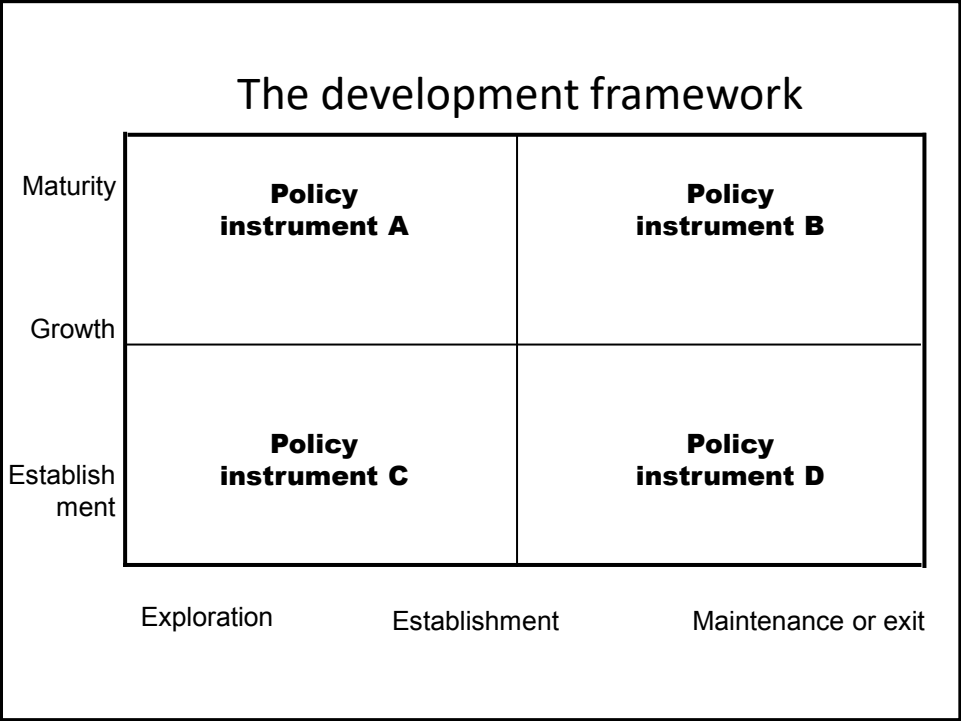 The development framework
Maturity
Policy
instrument A
Policy
instrument B
Growth
Policy
instrument C
Policy
instrument D
Establish
ment
Exploration
Establishment
Maintenance or exit